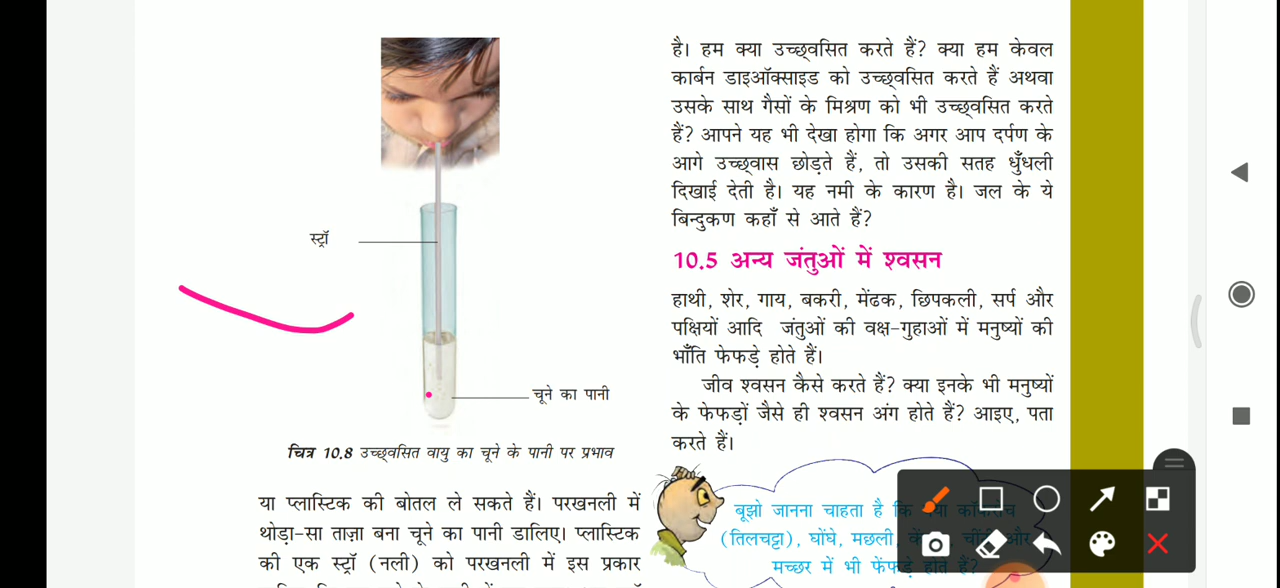 स्ट्रॉ
चूने का पानी
चित्र 10.8 उच्छ्वसित वायु का चूने के पानी पर प्रभाव
या प्लास्टिक की बोतल ले सकते हैं। परखनली में
थोड़ा-सा ताज़ा बना चूने का पानी डालिए। प्लास्टिक
की एक स्ट्रॉ (नली) को परखनली में इस प्रकार
है। हम क्या उच्छ्वसित करते हैं? क्या हम केवल
कार्बन डाइऑक्साइड को उच्छ्वसित करते हैं अथवा
उसके साथ गैसों के मिश्रण को भी उच्छ्वसित करते
हैं? आपने यह भी देखा होगा कि अगर आप दर्पण के
आगे उच्छ्वास छोड़ते हैं, तो उसकी सतह धुँधली
दिखाई देती है। यह नमी के कारण है। जल के ये
बिन्दुकण कहाँ से आते हैं?
10.5 अन्य जंतुओं में श्वसन
हाथी, शेर, गाय, बकरी, मेंढक, छिपकली, सर्प और
पक्षियों आदि जंतुओं की वक्ष-गुहाओं में मनुष्यों की
भाँति फेफड़े होते हैं।
जीव श्वसन कैसे करते हैं? क्या इनके भी मनुष्यों
के फेफड़ों जैसे ही श्वसन अंग होते हैं? आइए, पता
करते हैं।
बूझो जानना चाहता है कि
(तिलचट्टा), घोंघे, मछली, और
मच्छर में भी फेंफड़े होते हैं?